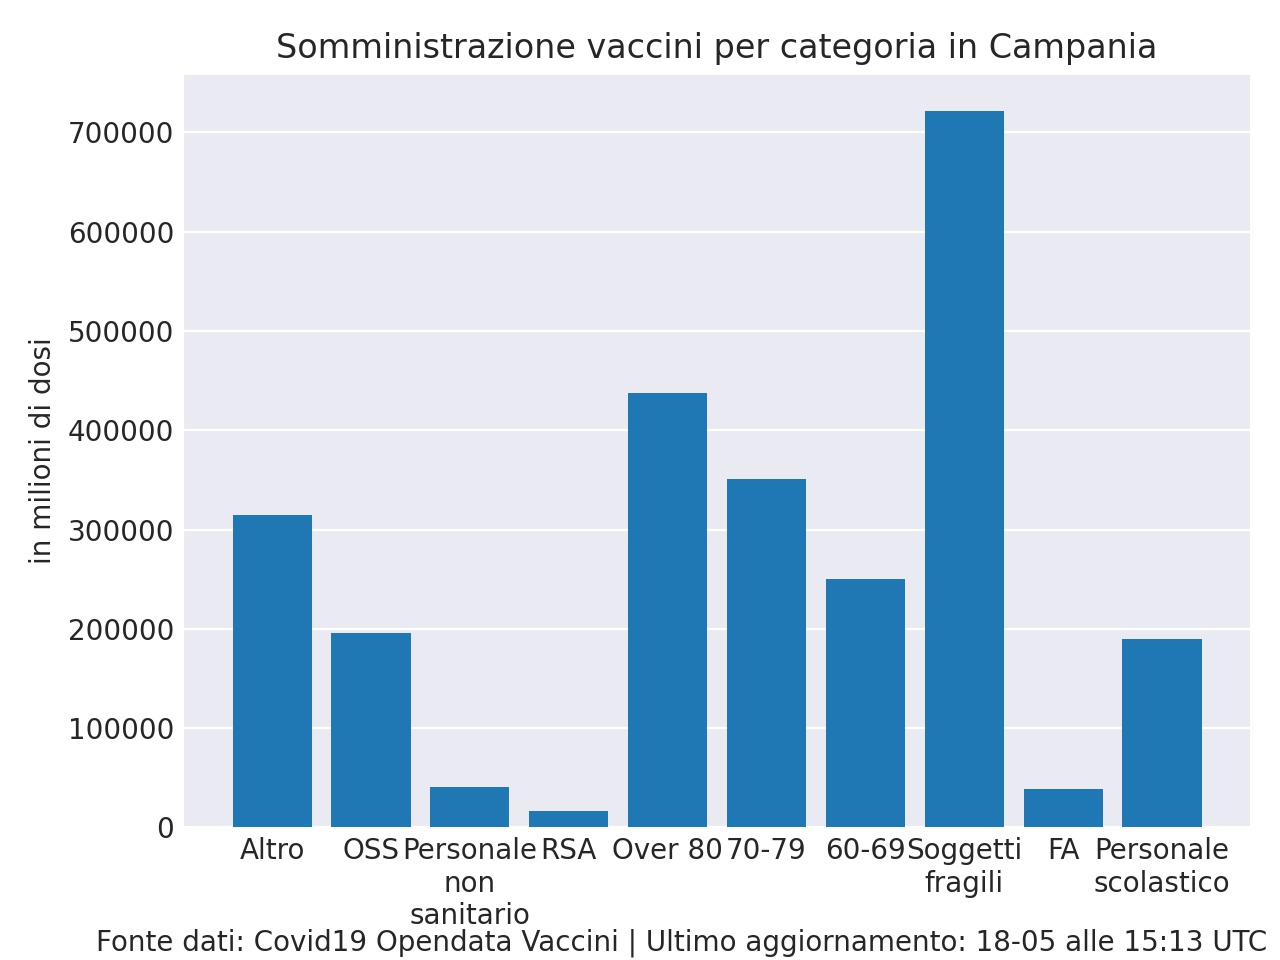 Somministrazione vaccini per categoria in Campania
in milioni di dosi
700000
600000
500000
400000
300000
200000
100000
0
Altro
OSS
Personale
non
sanitario
RSA
Over 80
70-79
60-69
Soggetti
fragili
FA
Personale
scolastico
Fonte dati: Covid19 Opendata Vaccini | Ultimo aggiornamento: 18-05 alle 15:13 UTC